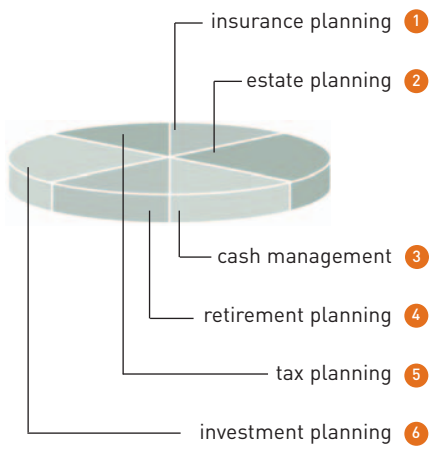 insurance planning 1
estate planning 2
cash management 3
retirement planning 4
tax planning 5
investment planning 6